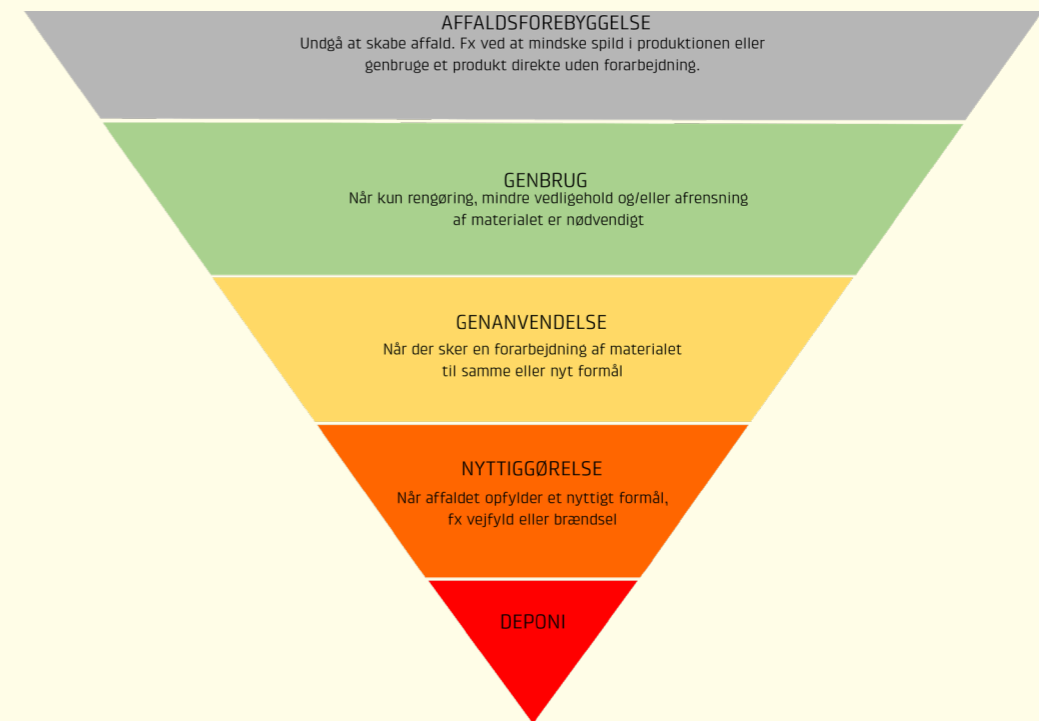 AFFALDSFOREBYGGELSE
Undgå at skabe affald. Fx ved at mindske spild i produktionen eller
genbruge et produkt direkte uden forarbejdning.
GENBRUG
Når kun rengøring, mindre vedligehold og/eller afrensning
af materialet er nødvendigt
GENANVENDELSE
Når der sker en forarbejdning af materialet
til samme eller nyt formål
NYTTIGGØRELSE
Når affaldet opfylder et nyttigt formål,
fx vejfyld eller brændsel
DEPONI